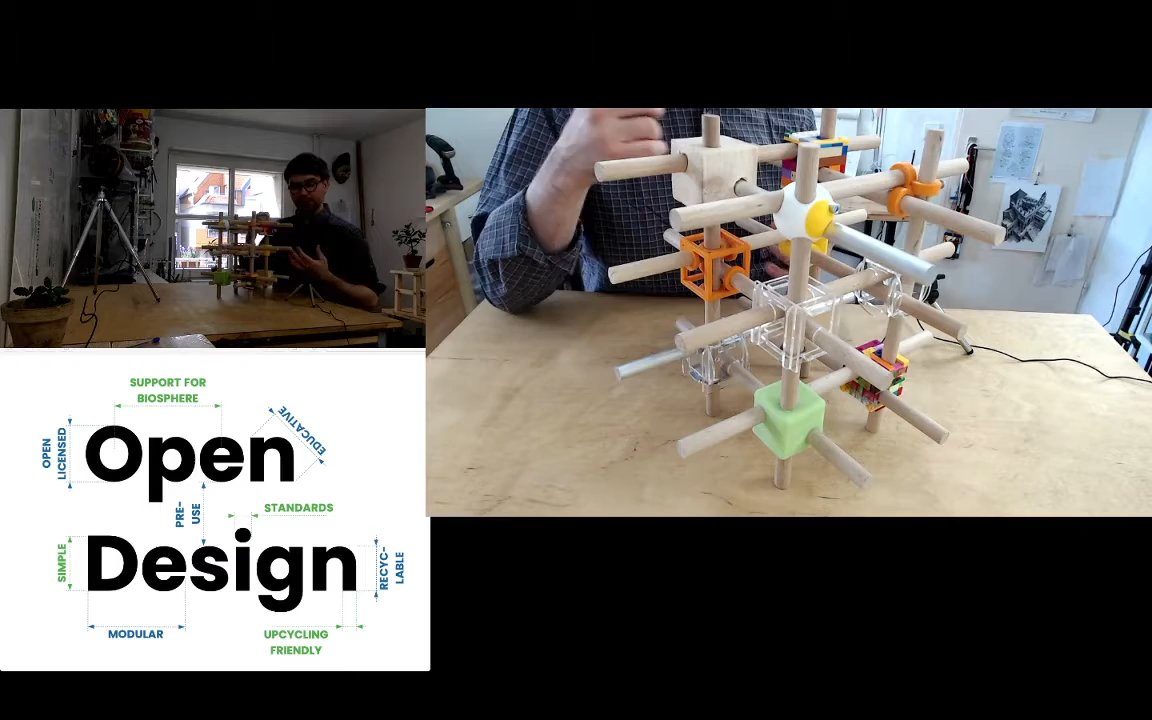 SUPPORT FOR
BIOSPHERE
OPEN
LICENSED
Open
EDUCATIVE
PRE-
USE
STANDARDS
SIMPLE
Design
RECYC-
LABLE
MODULAR
UPCYCLING
FRIENDLY